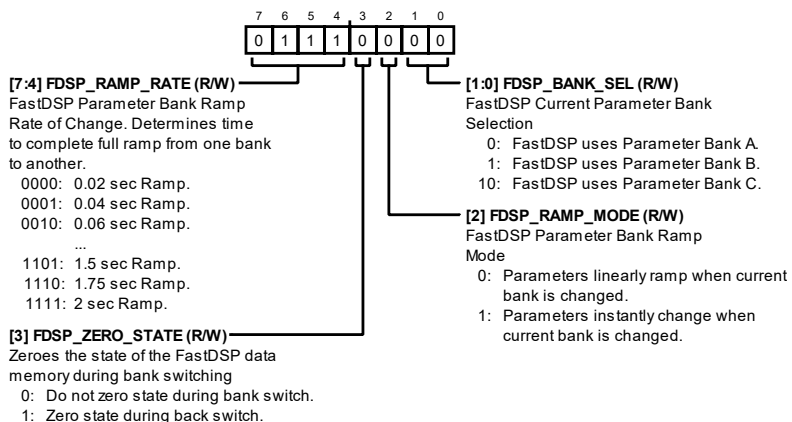 7 6 5 4 3 2 1 0
0 1 1 1 0 0 0 0
[7:4] FDSP_RAMP_RATE (R/W)
FastDSP Parameter Bank Ramp
Rate of Change. Determines time
to complete full ramp from one bank
to another.
0000: 0.02 sec Ramp.
0001: 0.04 sec Ramp.
0010: 0.06 sec Ramp.
...
1101: 1.5 sec Ramp.
1110: 1.75 sec Ramp.
1111: 2 sec Ramp.
[3] FDSP_ZERO_STATE (R/W)
Zeroes the state of the FastDSP data
memory during bank switching
0: Do not zero state during bank switch.
1: Zero state during back switch.
[1:0] FDSP_BANK_SEL (R/W)
FastDSP Current Parameter Bank
Selection
0: FastDSP uses Parameter Bank A.
1: FastDSP uses Parameter Bank B.
10: FastDSP uses Parameter Bank C.
[2] FDSP_RAMP_MODE (R/W)
FastDSP Parameter Bank Ramp
Mode
0: Parameters linearly ramp when current
bank is changed.
1: Parameters instantly change when
current bank is changed.